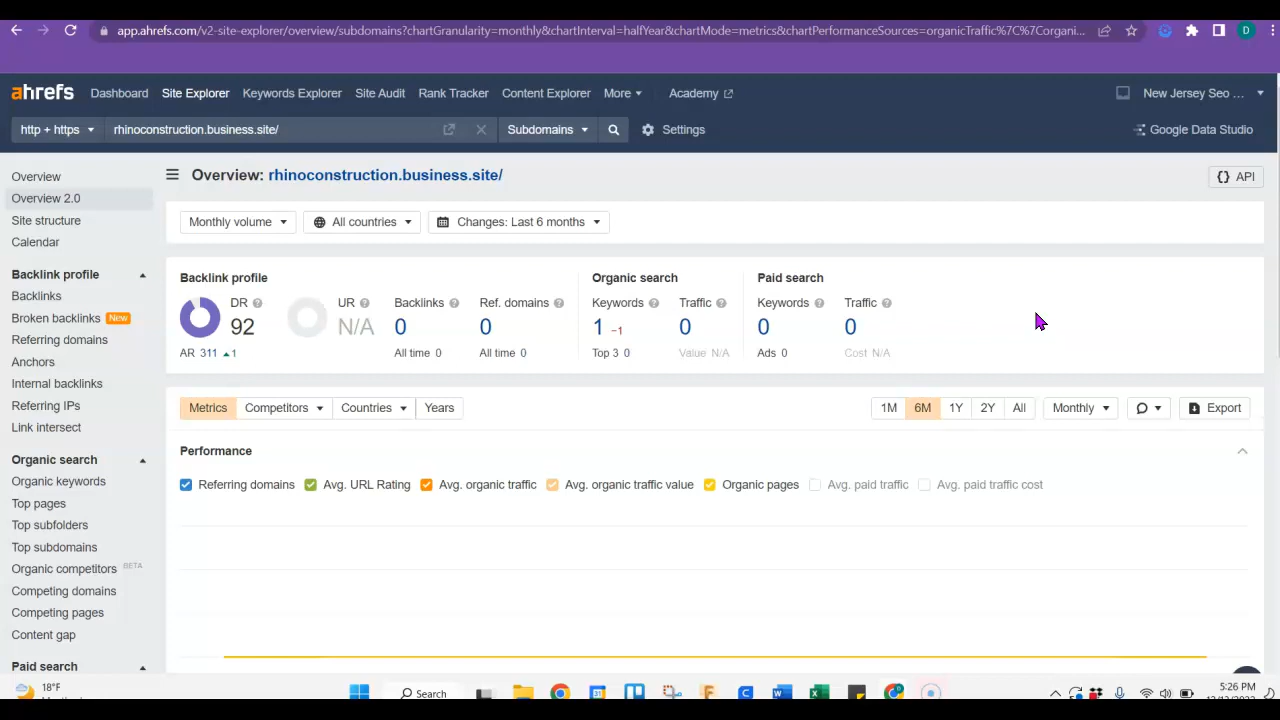 app.ahrefs.com/v2-site-explorer/overview/subdomains?chartGranularity=monthly&chartInterval=halfYear&chartMode=metrics&chartPerformanceSources=organicTraffic%7C%7Corgani...
D
ahrefs Dashboard Site Explorer Keywords Explorer Site Audit Rank Tracker Content Explorer More Academy New Jersey Seo ...
http + https rhinoconstruction.business.site/ Subdomains Settings Google Data Studio
Overview
Overview 2.0
Site structure
Calendar
Backlink profile
Backlinks
Broken backlinks New
Referring domains
Anchors
Internal backlinks
Referring IPs
Link intersect
Organic search
Organic keywords
Top pages
Top subfolders
Top subdomains
Organic competitors BETA
Competing domains
Competing pages
Content gap
Paid search
Overview: rhinoconstruction.business.site/ {} API
Monthly volume All countries Changes: Last 6 months
Backlink profile
DR ? UR ? Backlinks ? Ref. domains ?
92 N/A 0 0
AR 311 1 All time 0 All time 0
Organic search
Keywords ? Traffic ?
1 −1 0
Top 3 0 Value N/A
Paid search
Keywords ? Traffic ?
0 0
Ads 0 Cost N/A
Metrics Competitors Countries Years 1M 6M 1Y 2Y All Monthly Export
Performance
Referring domains Avg. URL Rating Avg. organic traffic Avg. organic traffic value Organic pages Avg. paid traffic Avg. paid traffic cost
18°F
Search
5:26 PM